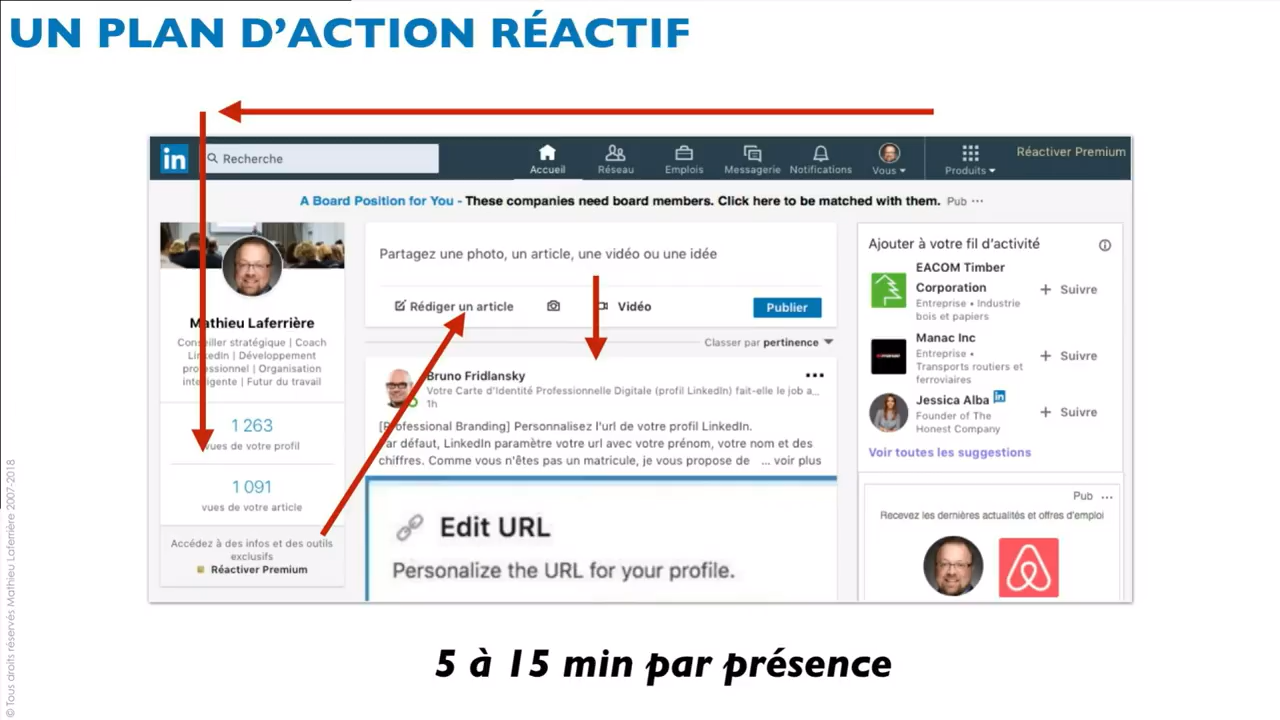 UN PLAN D'ACTION RÉACTIF
in
Recherche
Accueil
Réseau
Emplois
Messagerie
Notifications
Vous
Produits
Réactiver Premium
A Board Position for You - These companies need board members. Click here to be matched with them. Pub ...
Mathieu Laferrière
Conseiller stratégique | Coach
LinkedIn | Développement
professionnel | Organisation
intelligente | Futur du travail
1 263
vues de votre profil
1 091
vues de votre article
Accédez à des infos et des outils
exclusifs
Réactiver Premium
Partagez une photo, un article, une vidéo ou une idée
Rédiger un article
Vidéo
Publier
Classer par pertinence
Bruno Fridlansky
Votre Carte d'Identité Professionnelle Digitale (profil LinkedIn) fait-elle le job a...
1h
[Professional Branding] Personnalisez l'url de votre profil LinkedIn.
Par défaut, LinkedIn paramètre votre url avec votre prénom, votre nom et des
chiffres. Comme vous n'êtes pas un matricule, je vous propose de ... voir plus
Edit URL
Personalize the URL for your profile.
Ajouter à votre fil d'activité
EACOM Timber
Corporation
Entreprise • Industrie
bois et papiers
+ Suivre
Manac Inc
Entreprise •
Transports routiers et
ferroviaires
+ Suivre
Jessica Alba in
Founder of The
Honest Company
+ Suivre
Voir toutes les suggestions
Pub ...
Recevez les dernières actualités et offres d'emploi
5 à 15 min par présence
© Tous droits réservés Mathieu Laferrière 2007-2018